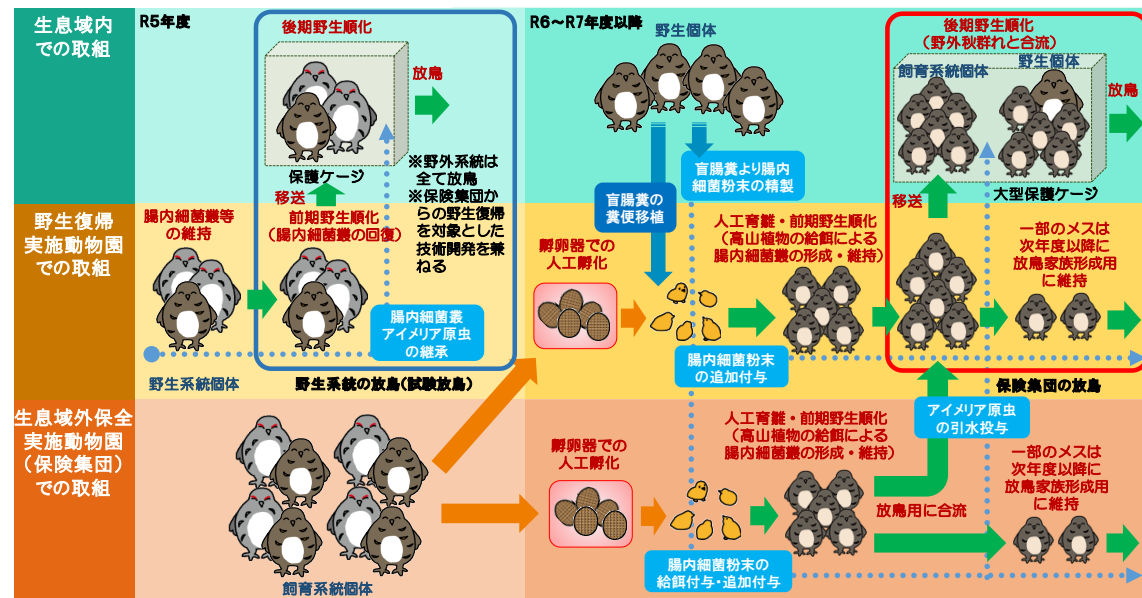 生息域内
での取組
R5年度
後期野生順化
放鳥
保護ケージ
移送
※野外系統は
全て放鳥
※保険集団か
らの野生復帰
を対象とした
技術開発を兼
ねる
R6～R7年度以降
野生個体
盲腸糞より腸内
細菌粉末の精製
盲腸糞の
糞便移植
後期野生順化
（野外秋群れと合流）
飼育系統個体
野生個体
放鳥
大型保護ケージ
移送
野生復帰
実施動物園
での取組
腸内細菌叢等
の維持
前期野生順化
（腸内細菌叢の回復）
腸内細菌叢
アイメリア原虫
の継承
野生系統個体
野生系統の放鳥（試験放鳥）
孵卵器での
人工孵化
人工育雛・前期野生順化
（高山植物の給餌による
腸内細菌叢の形成・維持）
腸内細菌粉末
の追加付与
一部のメスは
次年度以降に
放鳥家族形成用
に維持
保険集団の放鳥
生息域外保全
実施動物園
（保険集団）
での取組
飼育系統個体
孵卵器での
人工孵化
人工育雛・前期野生順化
（高山植物の給餌による
腸内細菌叢の形成・維持）
腸内細菌粉末の
給餌付与・追加付与
アイメリア原虫
の引水投与
放鳥用に合流
一部のメスは
次年度以降に
放鳥家族形成用
に維持